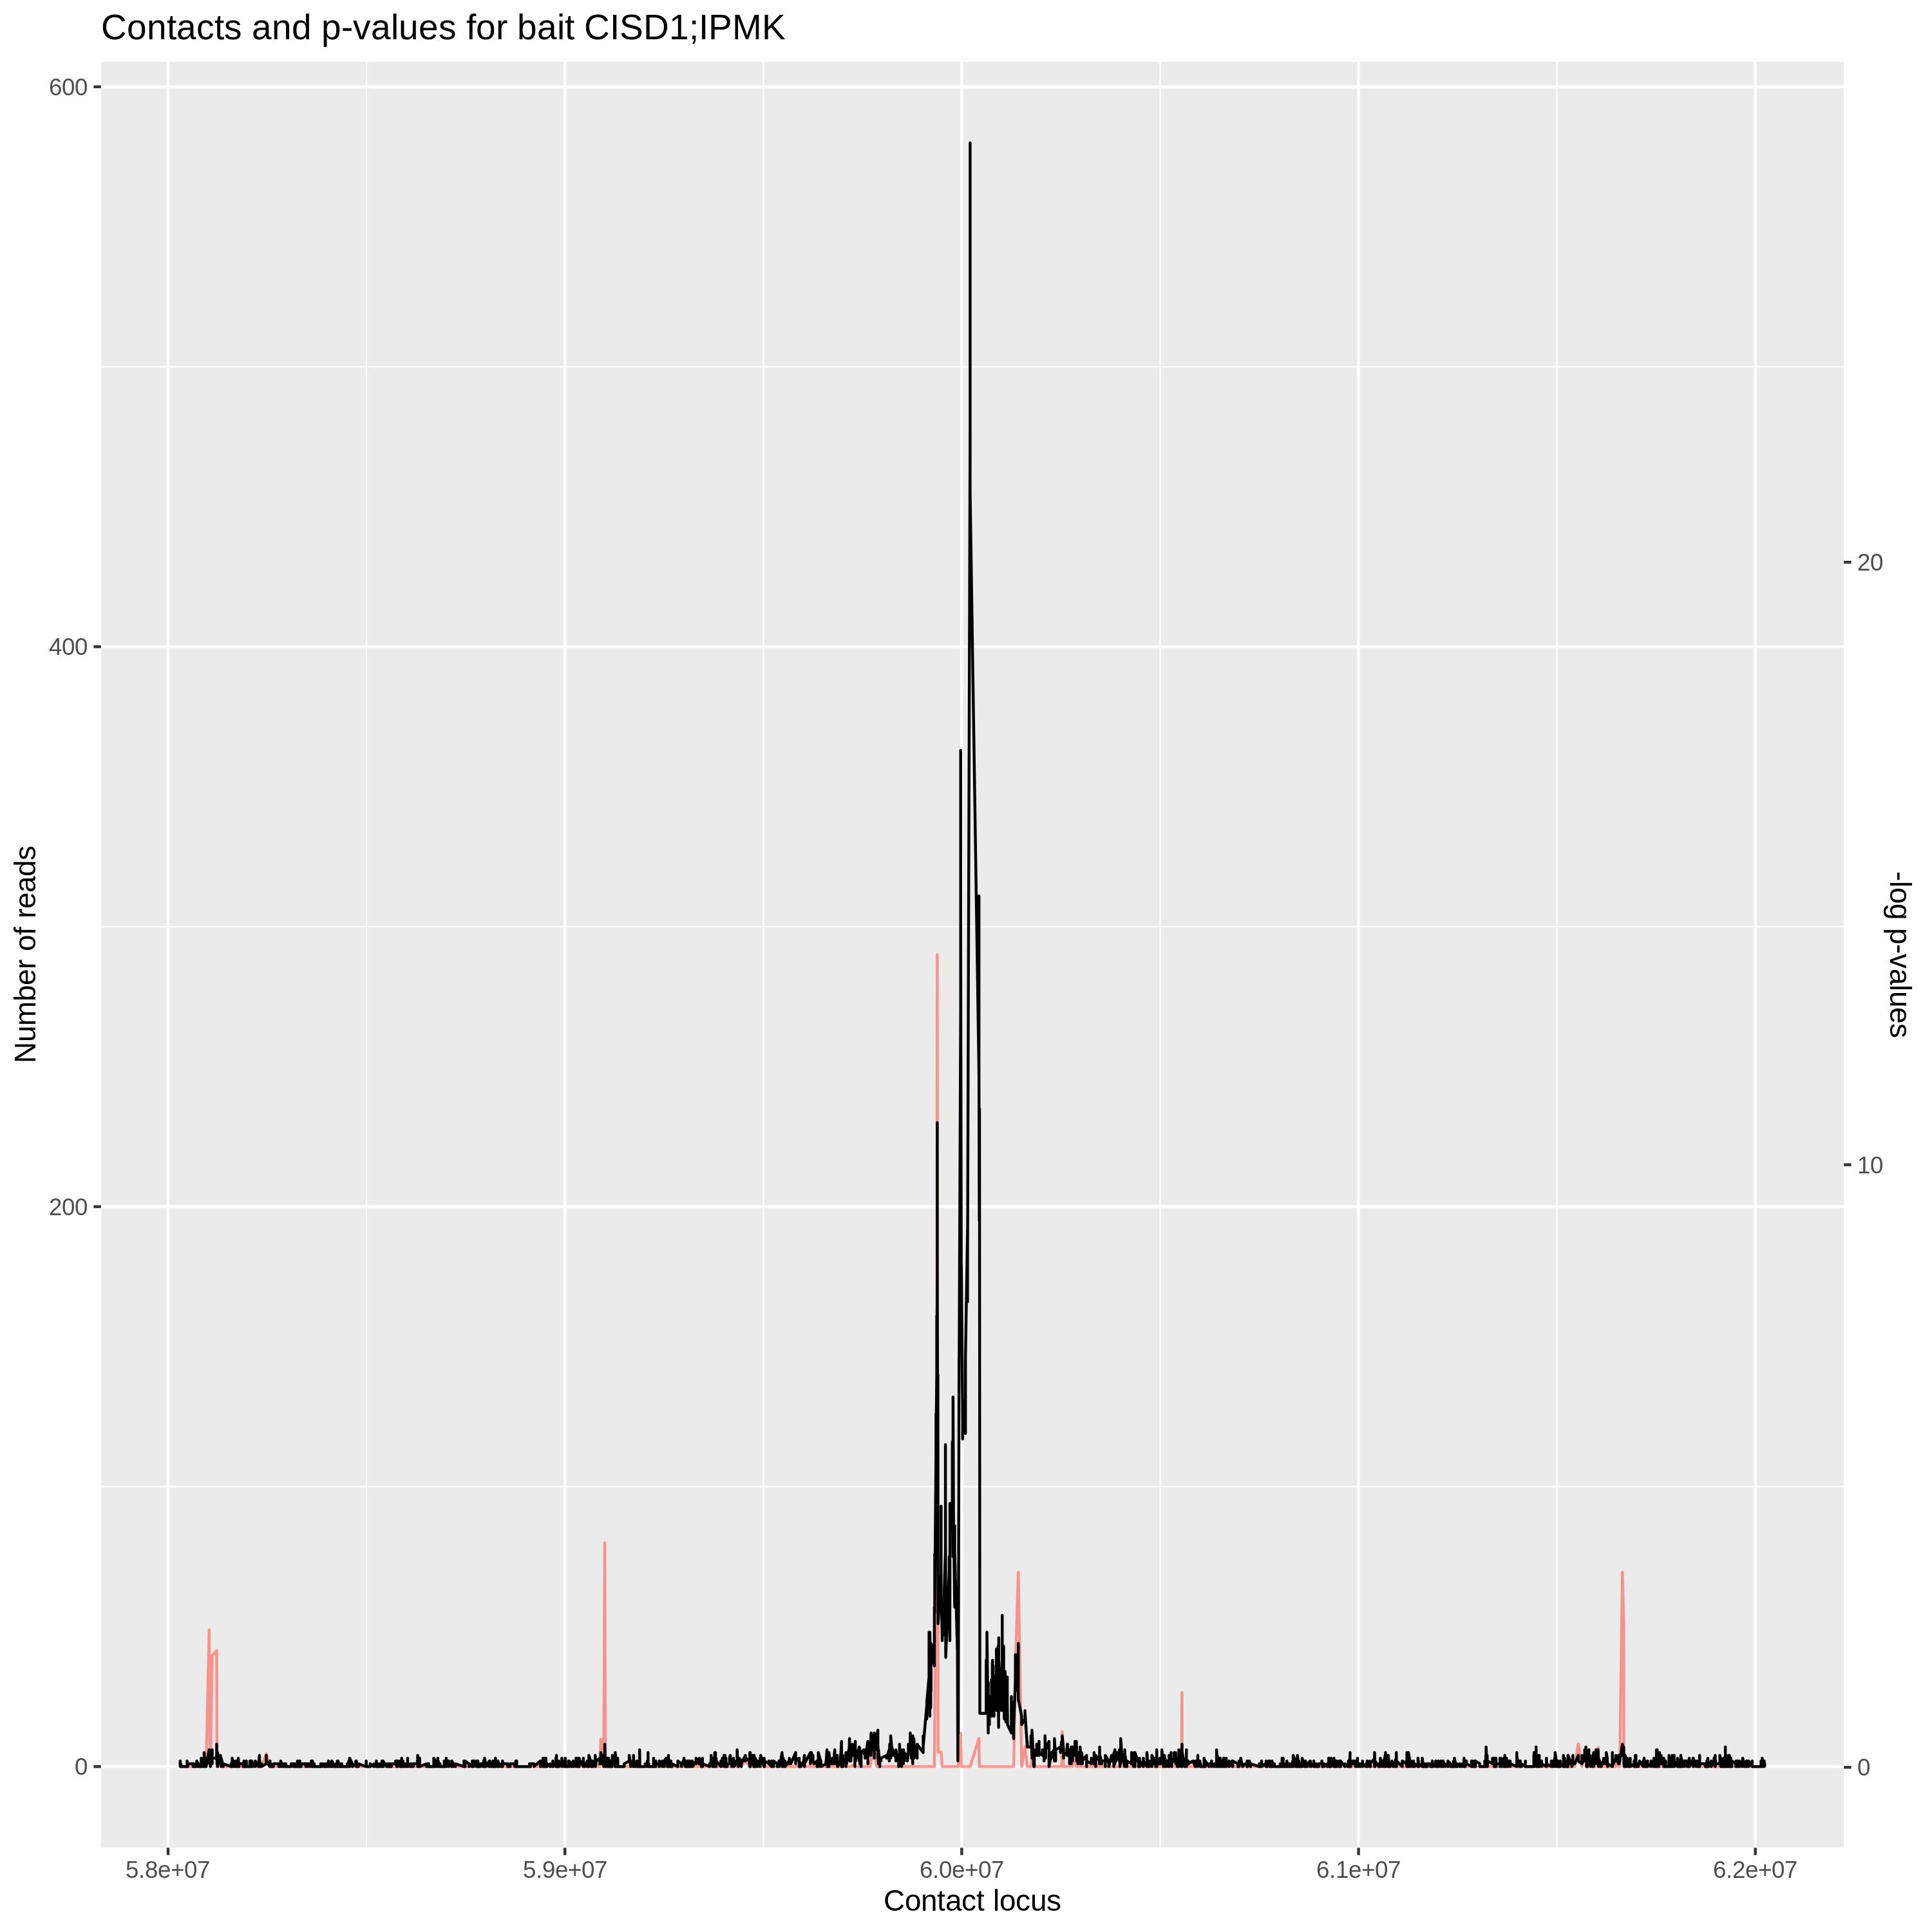 Contacts and p-values for bait CISD1;IPMK
600
400
200
0
Number of reads
20
10
0
-log p-values
5.8e+07
5.9e+07
6.0e+07
6.1e+07
6.2e+07
Contact locus